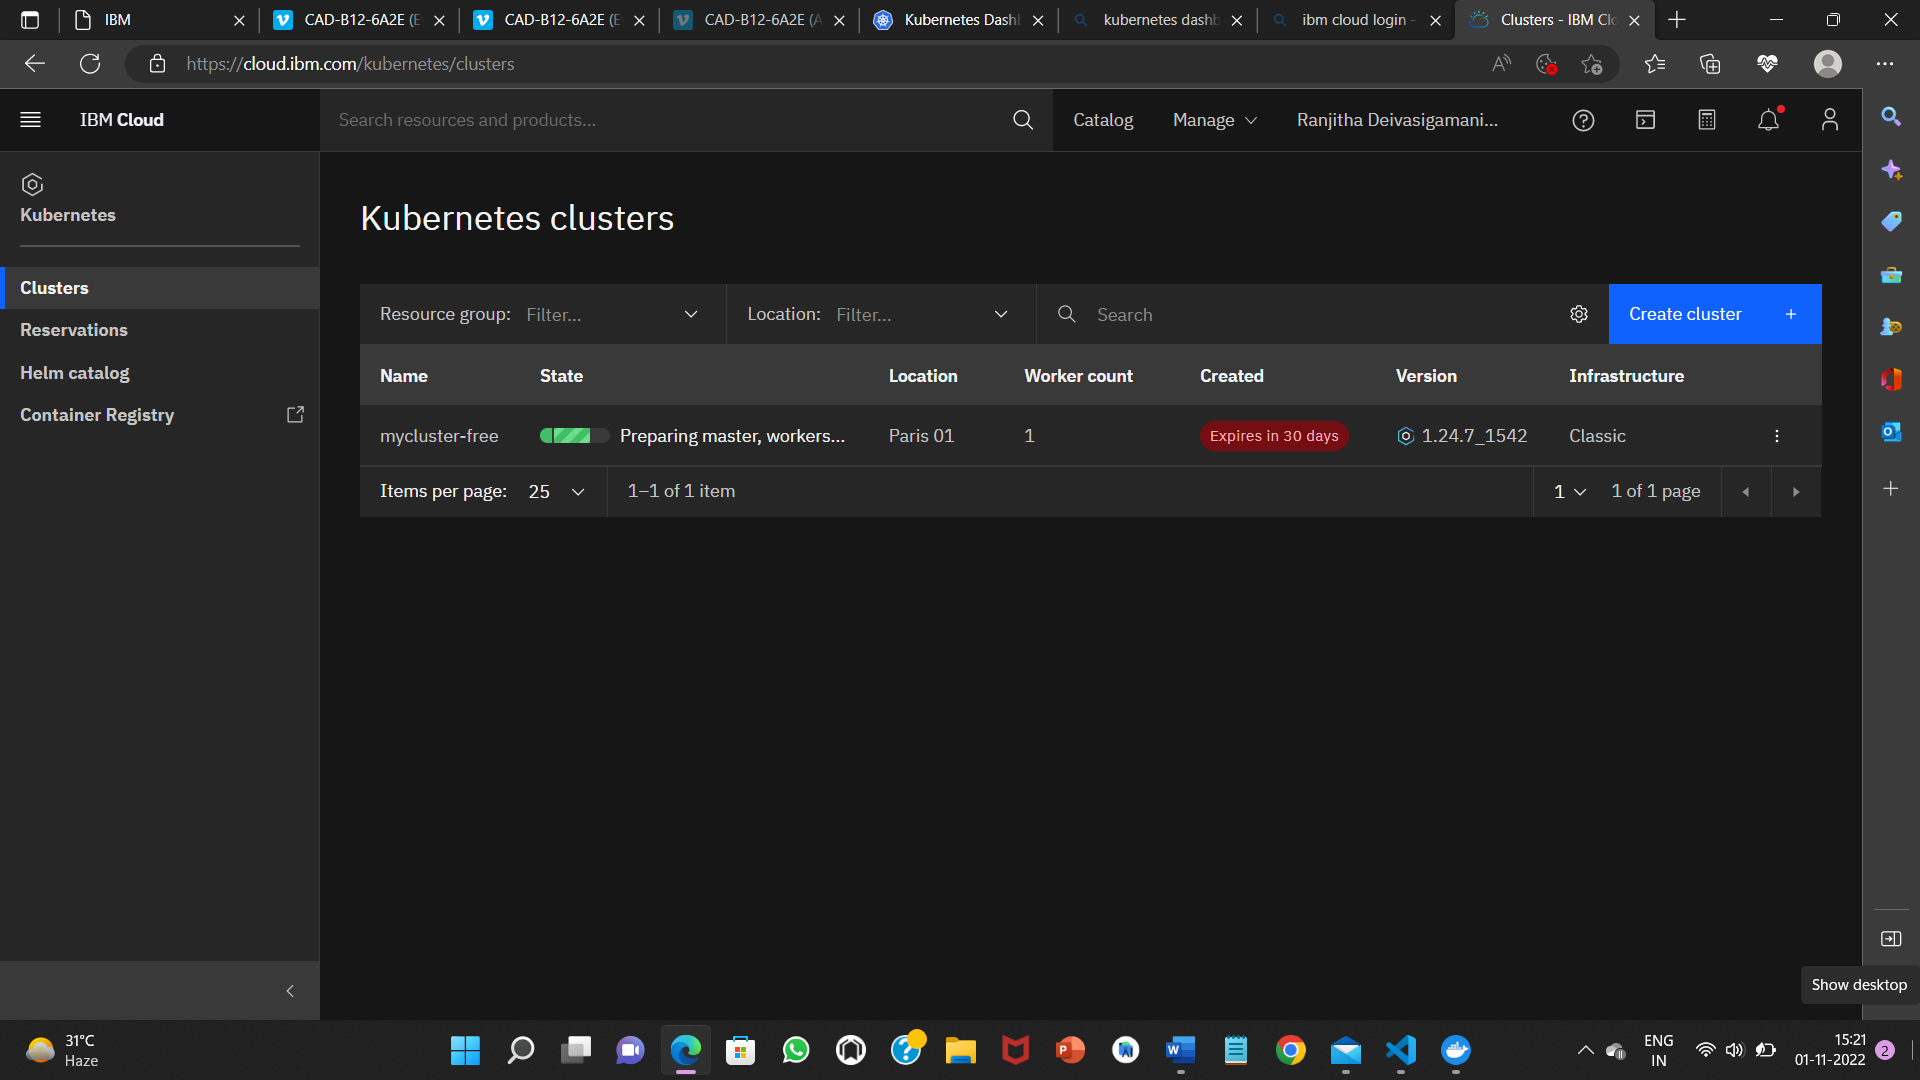 IBM
CAD-B12-6A2E (E
CAD-B12-6A2E (E
CAD-B12-6A2E (A
Kubernetes Dashl
kubernetes dashb
ibm cloud login -
Clusters - IBM Clo
https://cloud.ibm.com/kubernetes/clusters
IBM Cloud
Search resources and products...
Catalog
Manage
Ranjitha Deivasigamani...
Kubernetes
Clusters
Reservations
Helm catalog
Container Registry
Kubernetes clusters
Resource group: Filter...
Location: Filter...
Search
Create cluster +
Name State Location Worker count Created Version Infrastructure
mycluster-free Preparing master, workers... Paris 01 1 Expires in 30 days 1.24.7_1542 Classic
Items per page: 25 1–1 of 1 item 1 1 of 1 page
Show desktop
31°C
Haze
ENG
IN
15:21
01-11-2022
2